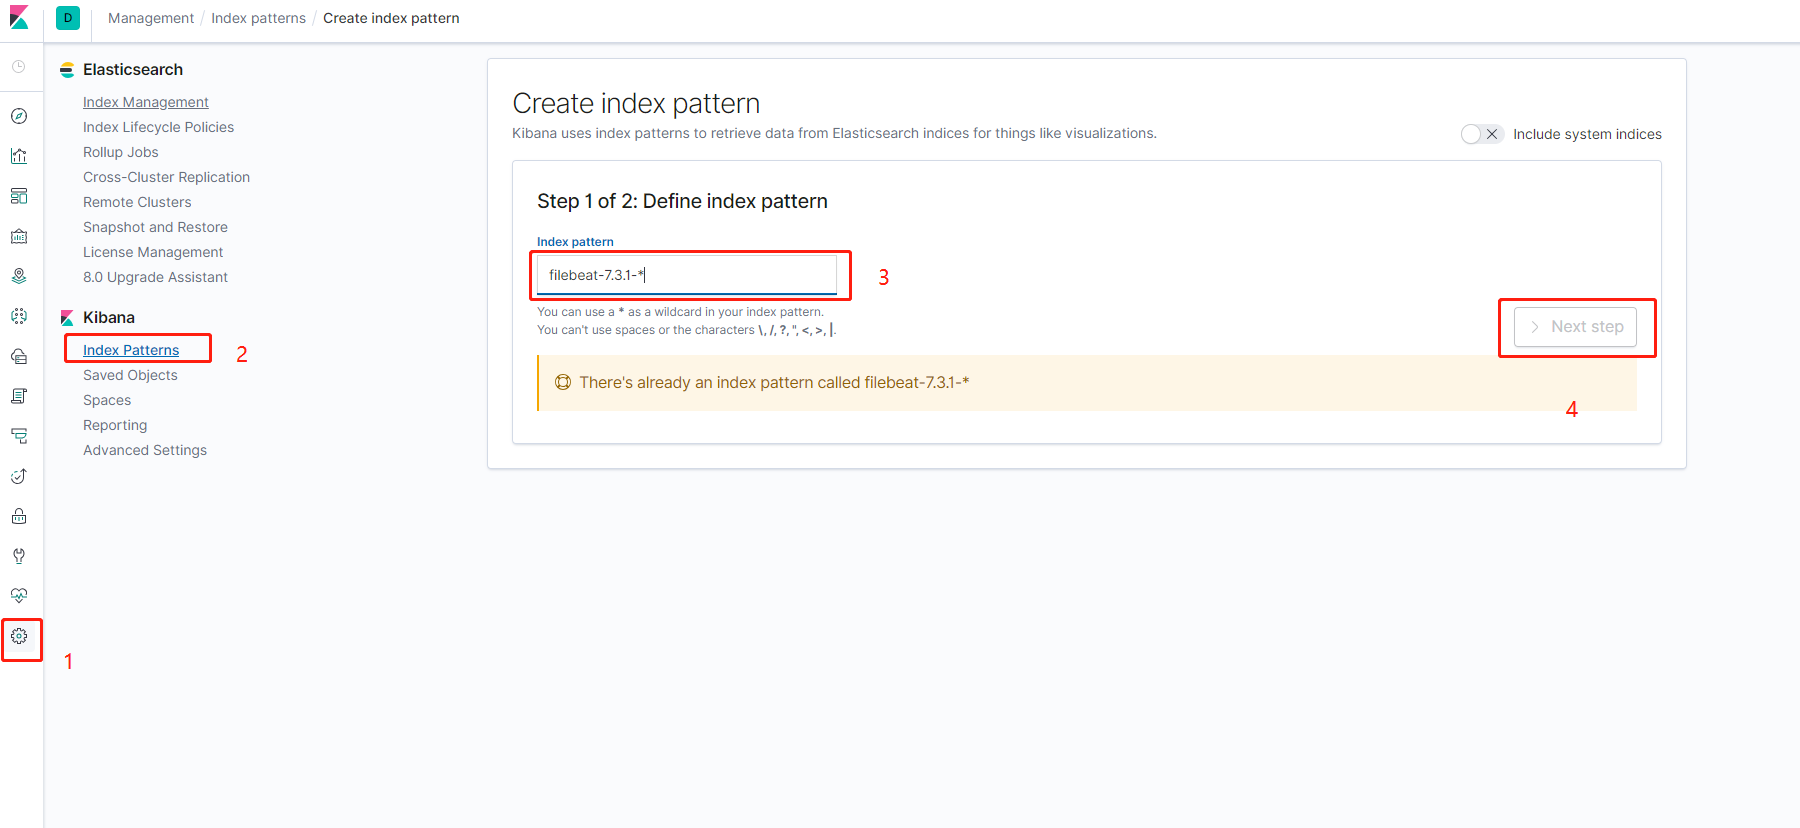 D
Management / Index patterns / Create index pattern
Elasticsearch
Index Management
Index Lifecycle Policies
Rollup Jobs
Cross-Cluster Replication
Remote Clusters
Snapshot and Restore
License Management
8.0 Upgrade Assistant
Kibana
Index Patterns
2
Saved Objects
Spaces
Reporting
Advanced Settings
1
Create index pattern
Kibana uses index patterns to retrieve data from Elasticsearch indices for things like visualizations.
Include system indices
Step 1 of 2: Define index pattern
Index pattern
filebeat-7.3.1-*
3
You can use a * as a wildcard in your index pattern.
You can't use spaces or the characters \, /, ?, ", <, >, |.
Next step
There's already an index pattern called filebeat-7.3.1-*
4